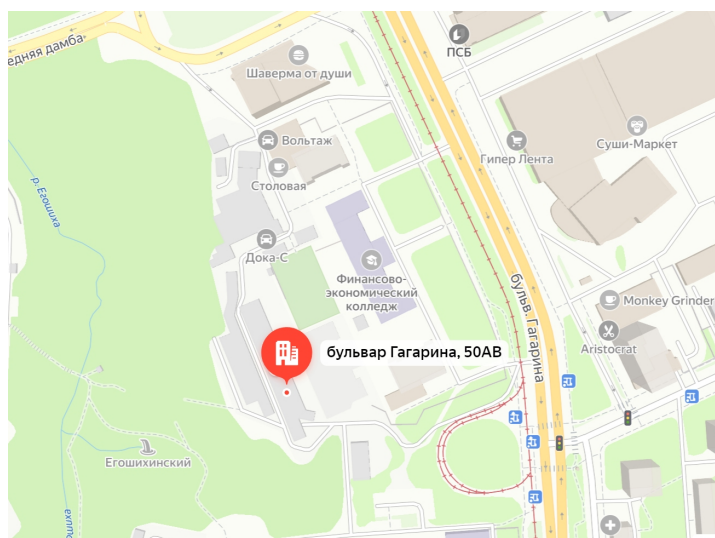 едняя дамба
ПСБ
Шаверма от души
Вольтаж
Гипер Лента
Суши-Маркет
Столовая
р. Егошиха
Дока-С
Финансово-
экономический
колледж
бульв. Гагарина
Monkey Grinder
Aristocrat
бульвар Гагарина, 50АВ
Егошихинский